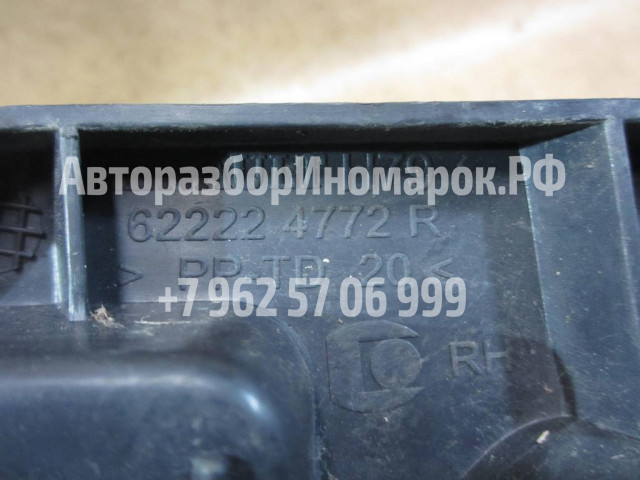 АвторазборИномарок.РФ
62222 4772 R
> PP-TD 20 <
+7 962 57 06 999
RH